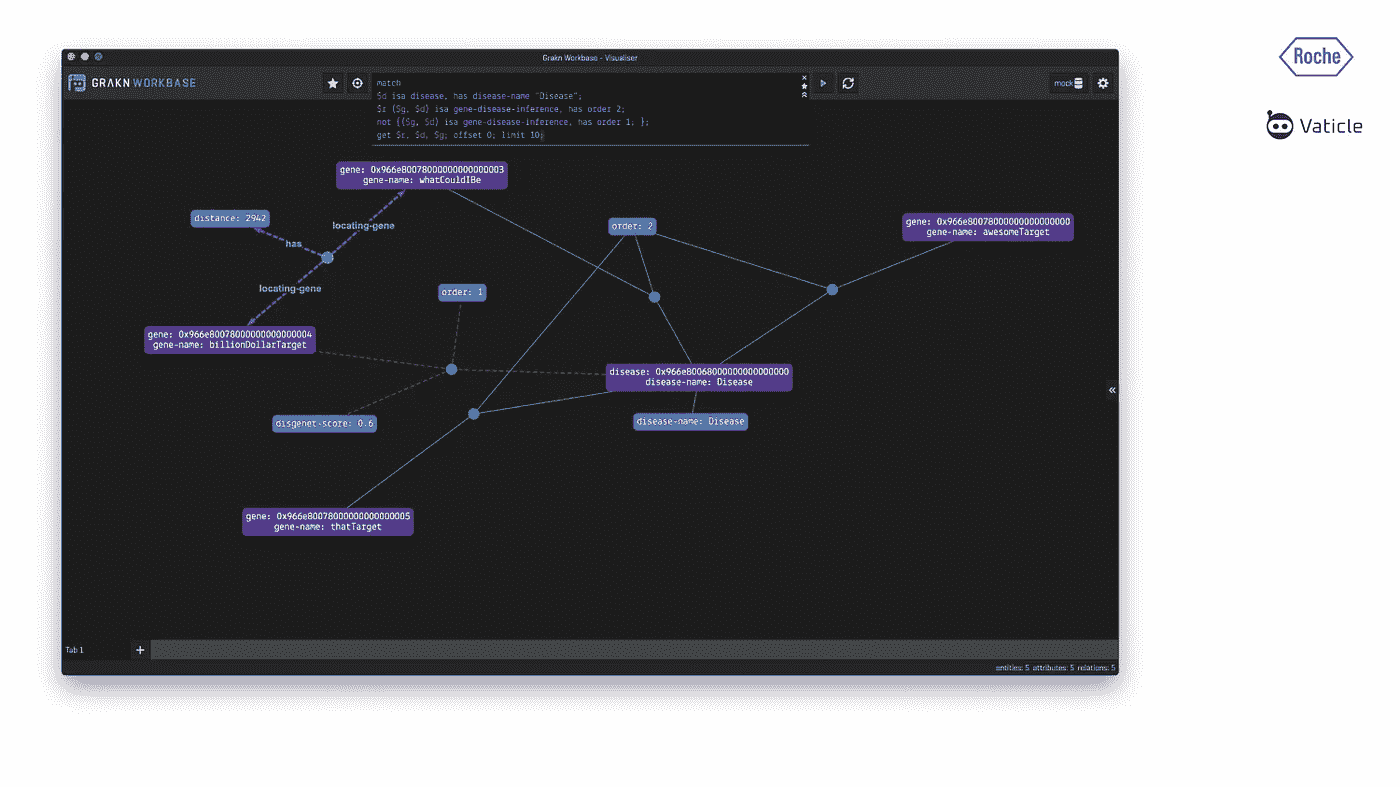 Grakn Workbase - Visualiser
GRAKN WORKBASE
match
$d isa disease, has disease-name "Disease";
$r ($g, $d) isa gene-disease-inference, has order 2;
not {($g, $d) isa gene-disease-inference, has order 1; };
get $r, $d, $g; offset 0; limit 10;
mock
Roche
Vaticle
gene: 0x966e80078000000000000003
gene-name: whatCouldIBe
distance: 2942
locating-gene
has
order: 2
gene: 0x966e80078000000000000000
gene-name: awesomeTarget
locating-gene
order: 1
gene: 0x966e80078000000000000004
gene-name: billionDollarTarget
disease: 0x966e80068000000000000000
disease-name: Disease
disgenet-score: 0.6
disease-name: Disease
gene: 0x966e80078000000000000005
gene-name: thatTarget
Tab 1
entities: 5, attributes: 5, relations: 5